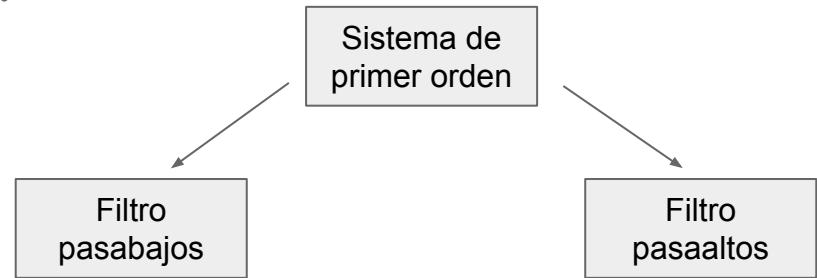 Sistema de
primer orden
Filtro
pasabajos
Filtro
pasaaltos